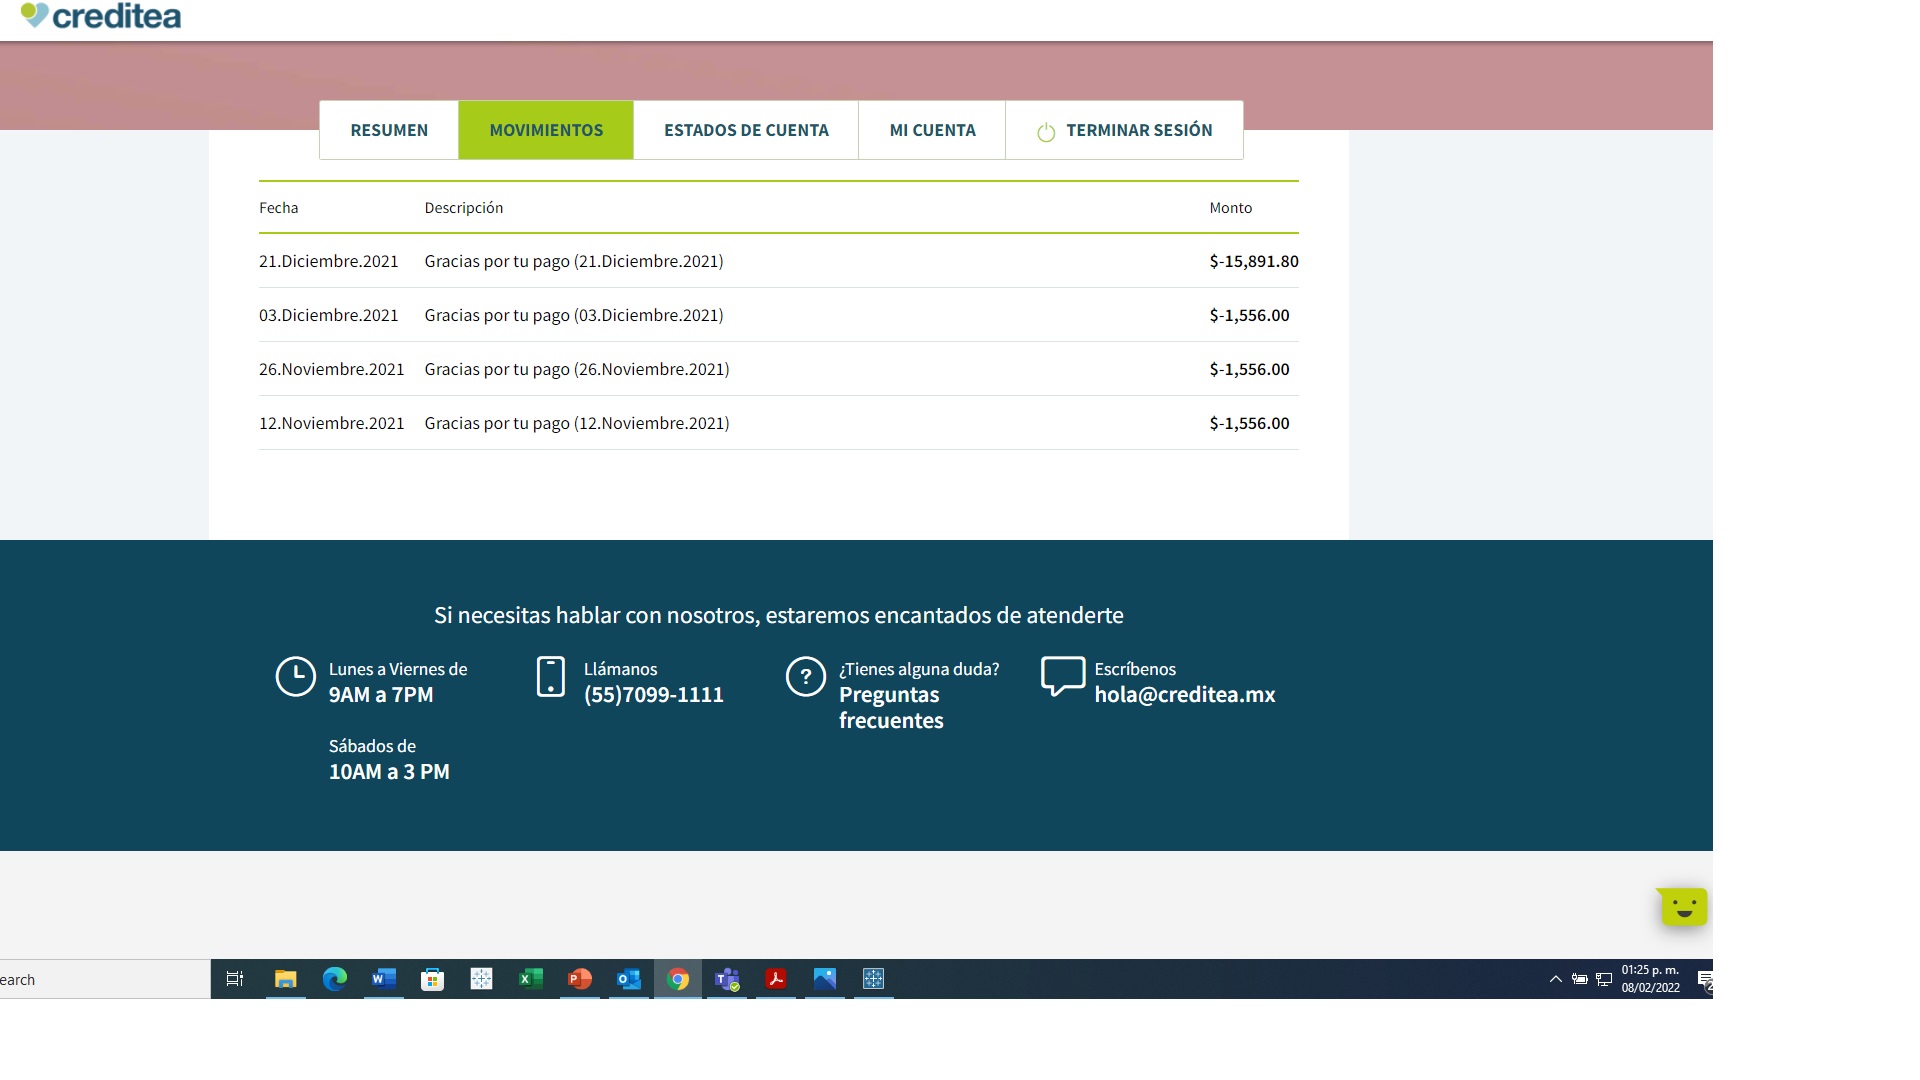 creditea
RESUMEN MOVIMIENTOS ESTADOS DE CUENTA MI CUENTA TERMINAR SESIÓN
Fecha Descripción Monto
21.Diciembre.2021 Gracias por tu pago (21.Diciembre.2021) $-15,891.80
03.Diciembre.2021 Gracias por tu pago (03.Diciembre.2021) $-1,556.00
26.Noviembre.2021 Gracias por tu pago (26.Noviembre.2021) $-1,556.00
12.Noviembre.2021 Gracias por tu pago (12.Noviembre.2021) $-1,556.00
Si necesitas hablar con nosotros, estaremos encantados de atenderte
Lunes a Viernes de
9AM a 7PM
Sábados de
10AM a 3 PM
Llámanos
(55)7099-1111
¿Tienes alguna duda?
Preguntas
frecuentes
Escríbenos
hola@creditea.mx
earch
01:25 p. m.
08/02/2022
2